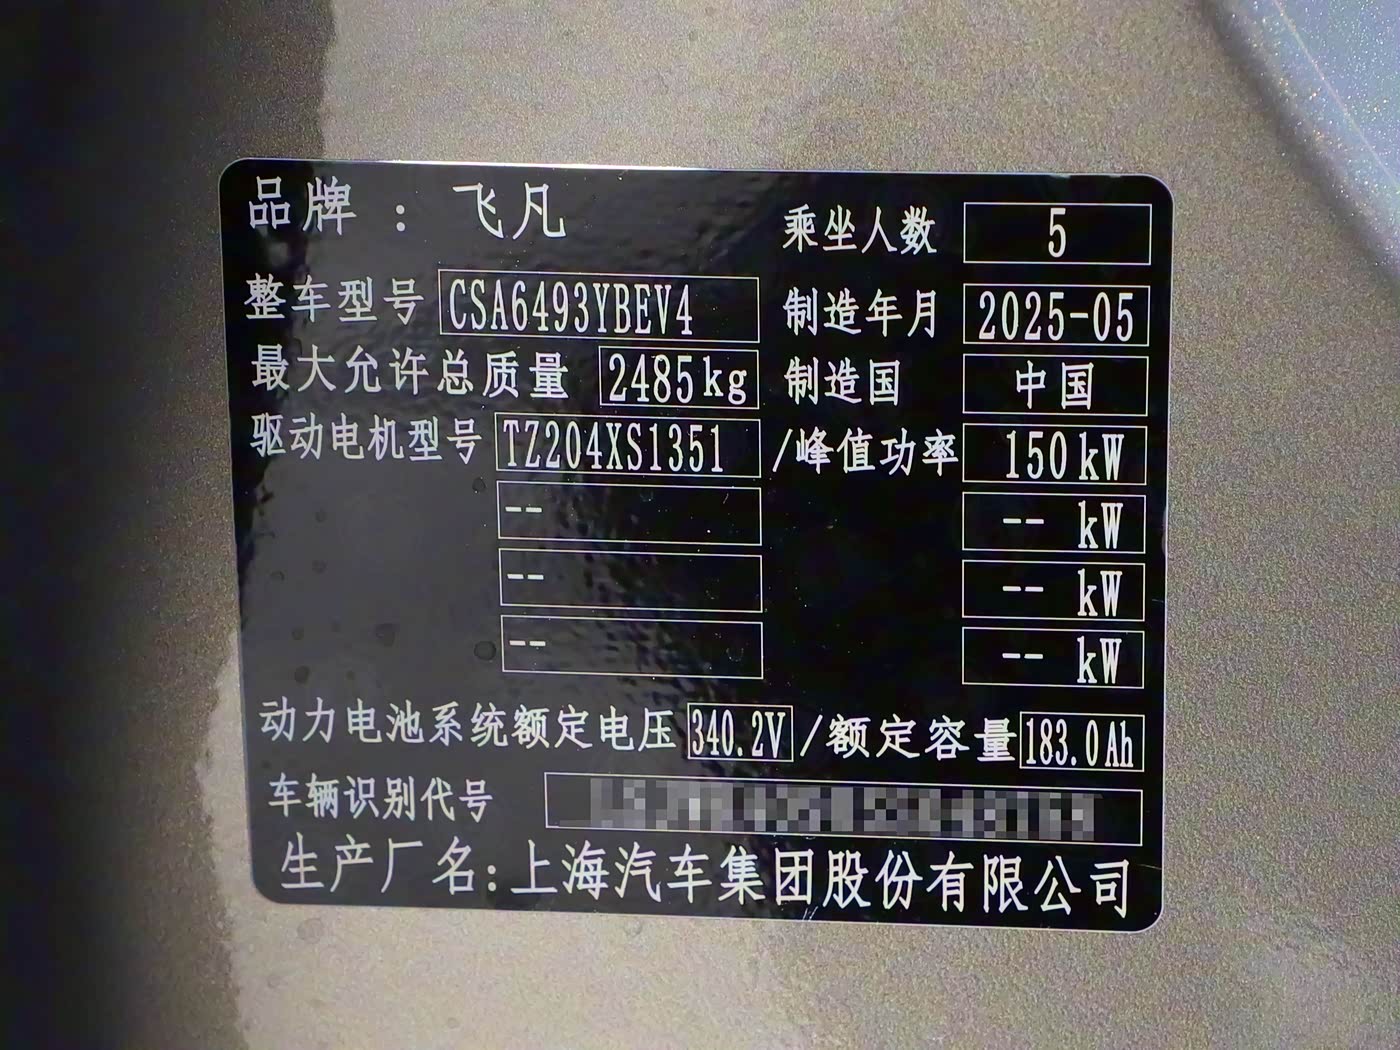 品牌 : 飞凡 乘坐人数 5
整车型号 CSA6493YBEV4 制造年月 2025-05
最大允许总质量 2485kg 制造国 中国
驱动电机型号 TZ204XS1351 /峰值功率 150kW
-- -- kW
-- -- kW
-- -- kW
动力电池系统额定电压 340.2V /额定容量 183.0Ah
车辆识别代号
生产厂名:上海汽车集团股份有限公司